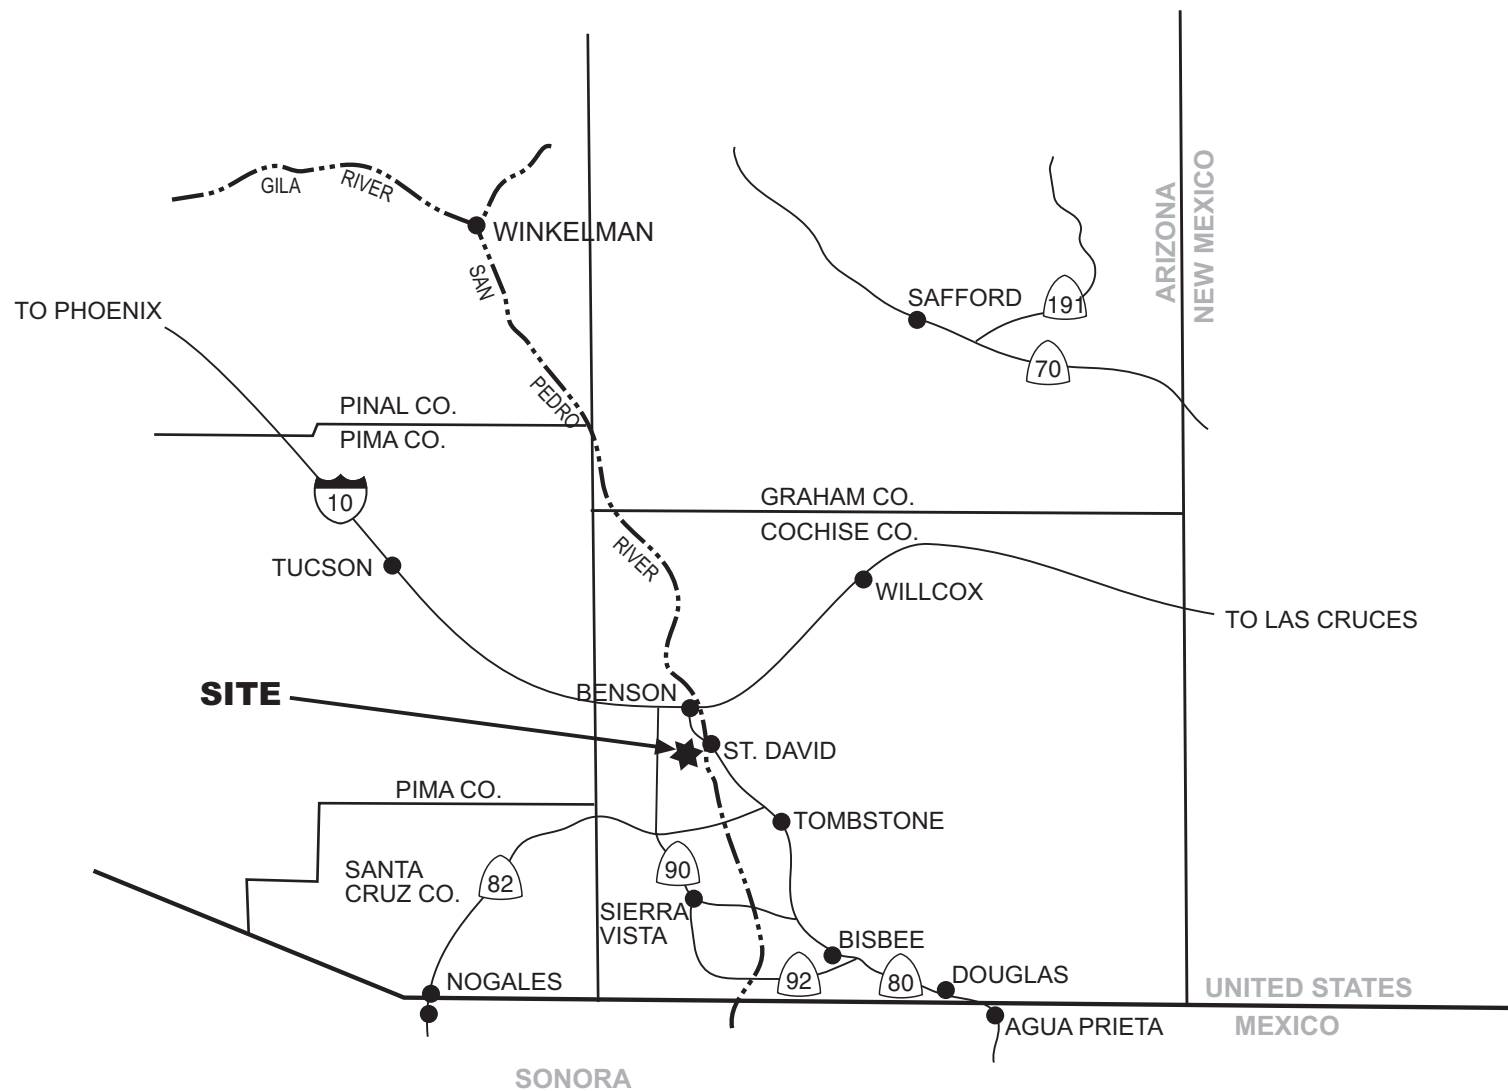 ARIZONA
NEW MEXICO
GILA
RIVER
WINKELMAN
SAN
TO PHOENIX
SAFFORD
191
70
PEDRO
PINAL CO.
PIMA CO.
10
GRAHAM CO.
COCHISE CO.
RIVER
TUCSON
WILLCOX
TO LAS CRUCES
SITE
BENSON
ST. DAVID
PIMA CO.
TOMBSTONE
SANTA
CRUZ CO.
82
90
SIERRA
VISTA
BISBEE
NOGALES
92
80
DOUGLAS
UNITED STATES
MEXICO
AGUA PRIETA
SONORA